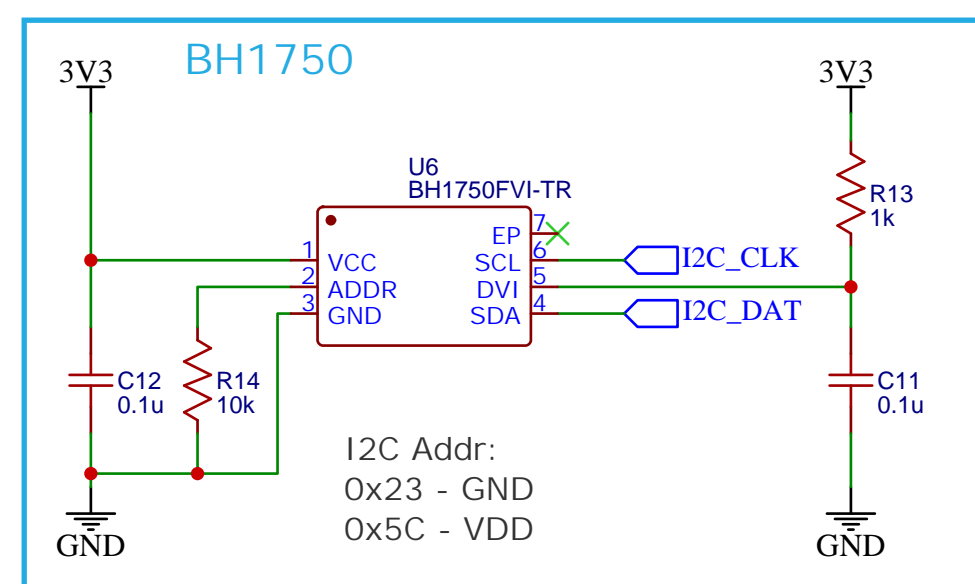 BH1750
3V3
3V3
U6
BH1750FVI-TR
R13
1k
1
VCC
2
ADDR
3
GND
7
EP
6
SCL
5
DVI
4
SDA
I2C_CLK
I2C_DAT
C12
0.1u
R14
10k
C11
0.1u
I2C Addr:
0x23 - GND
0x5C - VDD
GND
GND